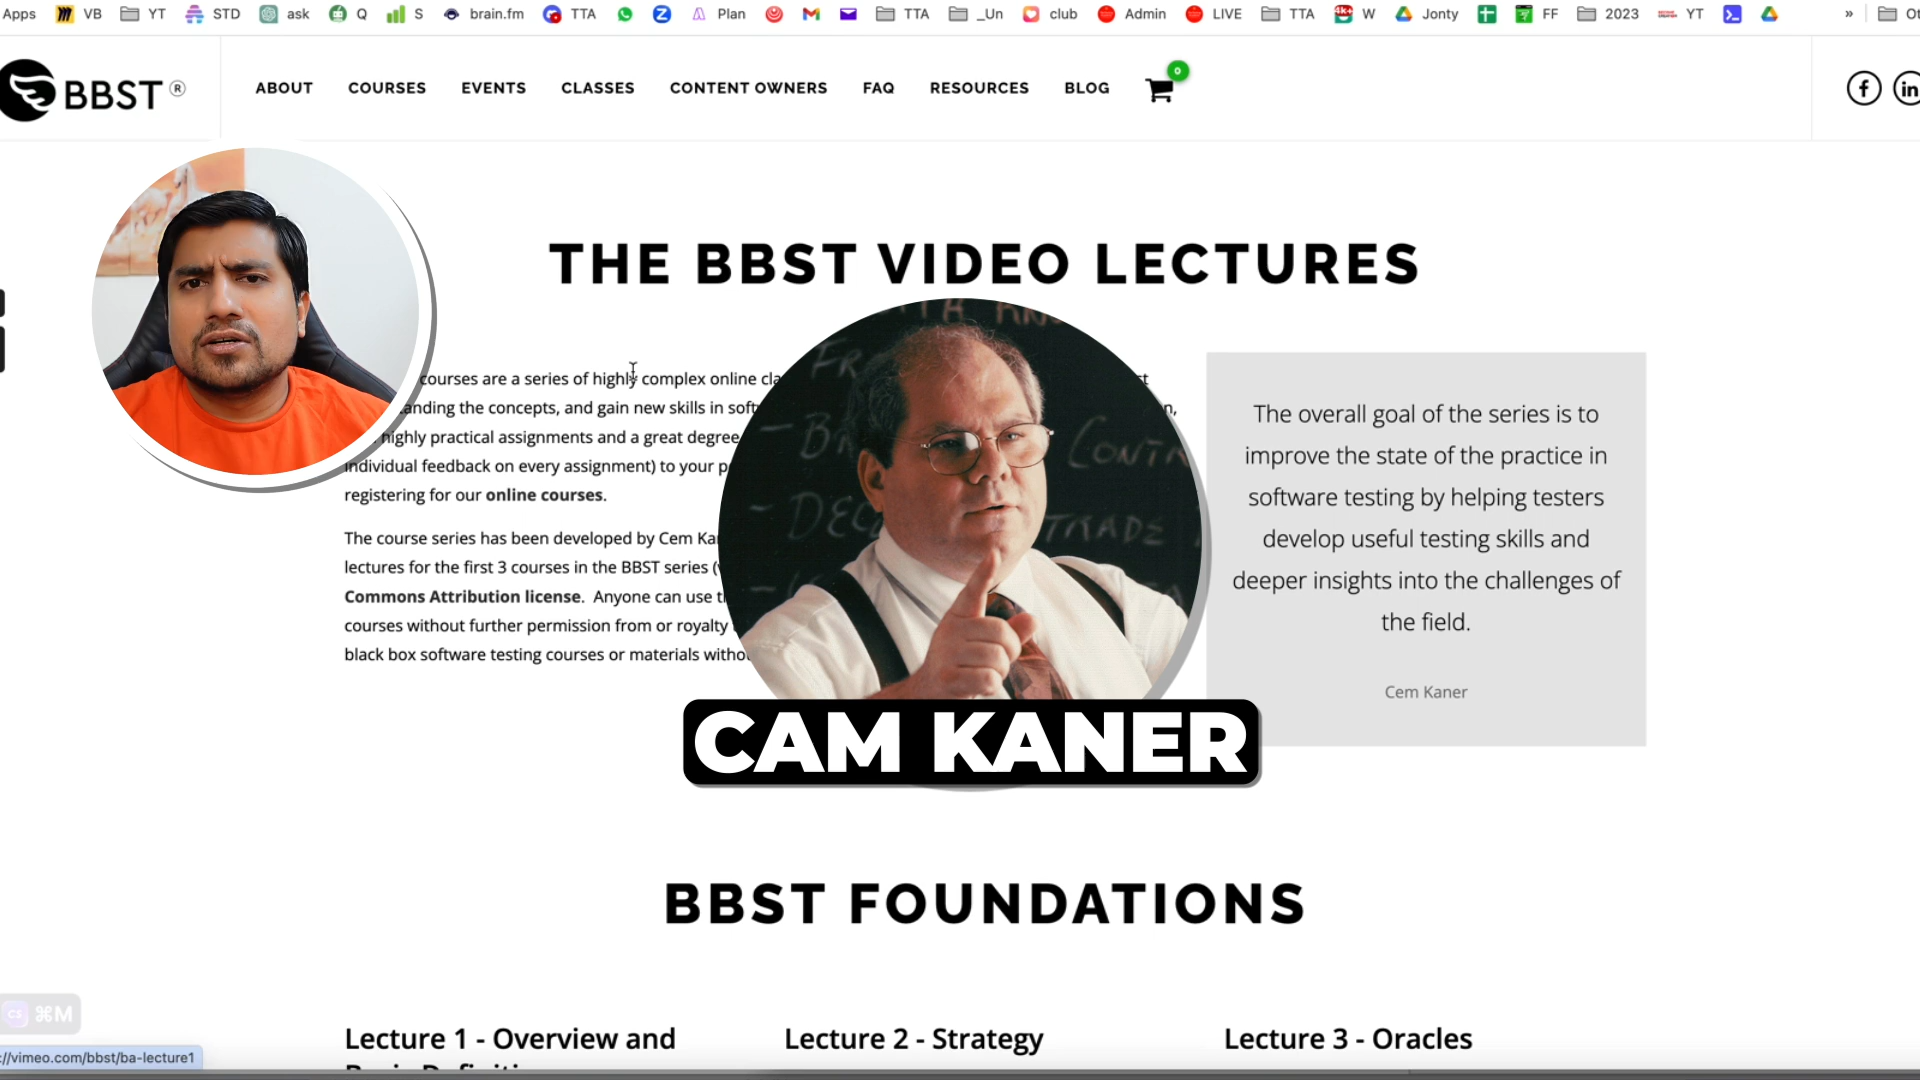 Apps VB YT STD ask Q S brain.fm TTA Plan TTA _Un club Admin LIVE TTA 4k+ W Jonty FF 2023 YT » Ot
BBST ®
ABOUT COURSES EVENTS CLASSES CONTENT OWNERS FAQ RESOURCES BLOG 0
THE BBST VIDEO LECTURES
courses are a series of highly complex online
anding the concepts, and gain new skills in
highly practical assignments and a great degree
individual feedback on every assignment) to your
registering for our online courses.
The course series has been developed by Cem
lectures for the first 3 courses in the BBST series
Commons Attribution license. Anyone can use
courses without further permission from or royalty
black box software testing courses or materials
The overall goal of the series is to
improve the state of the practice in
software testing by helping testers
develop useful testing skills and
deeper insights into the challenges of
the field.
Cem Kaner
CAM KANER
BBST FOUNDATIONS
⌘M
Lecture 1 - Overview and
Lecture 2 - Strategy
Lecture 3 - Oracles
://vimeo.com/bbst/ba-lecture1